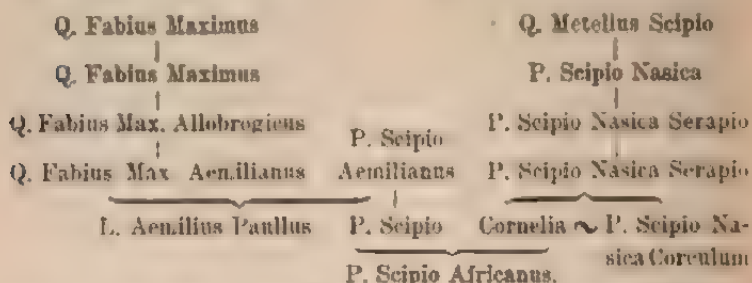 Q. Fabius Maximus Q. Metellus Scipio
Q. Fabius Maximus P. Scipio Nasica
Q. Fabius Max. Allobrogicus P. Scipio P. Scipio Nasica Serapio
Q. Fabius Max Aemilianus Aemilianus P. Scipio Nasica Serapio
L. Aemilius Paullus P. Scipio Cornelia ~ P. Scipio Na-
sica Corculum
P. Scipio Africanus.